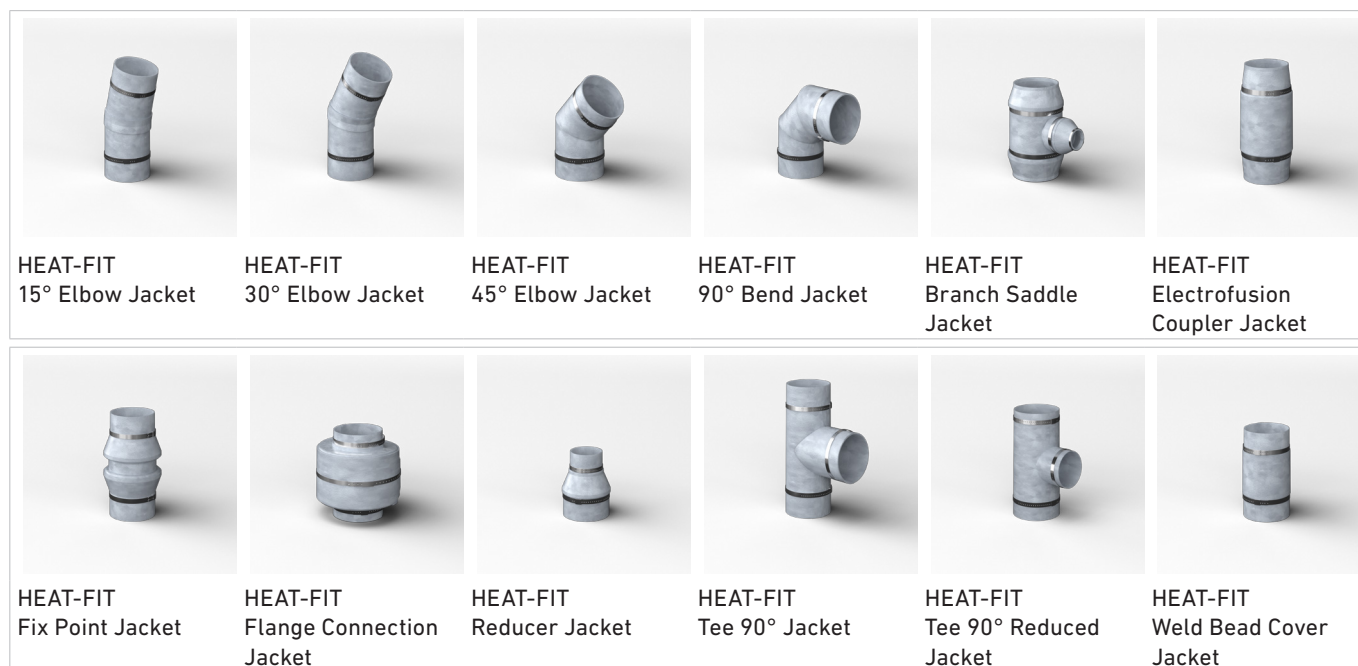 HEAT-FIT
15° Elbow Jacket
HEAT-FIT
30° Elbow Jacket
HEAT-FIT
45° Elbow Jacket
HEAT-FIT
90° Bend Jacket
HEAT-FIT
Branch Saddle
Jacket
HEAT-FIT
Electrofusion
Coupler Jacket
HEAT-FIT
Fix Point Jacket
HEAT-FIT
Flange Connection
Jacket
HEAT-FIT
Reducer Jacket
HEAT-FIT
Tee 90° Jacket
HEAT-FIT
Tee 90° Reduced
Jacket
HEAT-FIT
Weld Bead Cover
Jacket